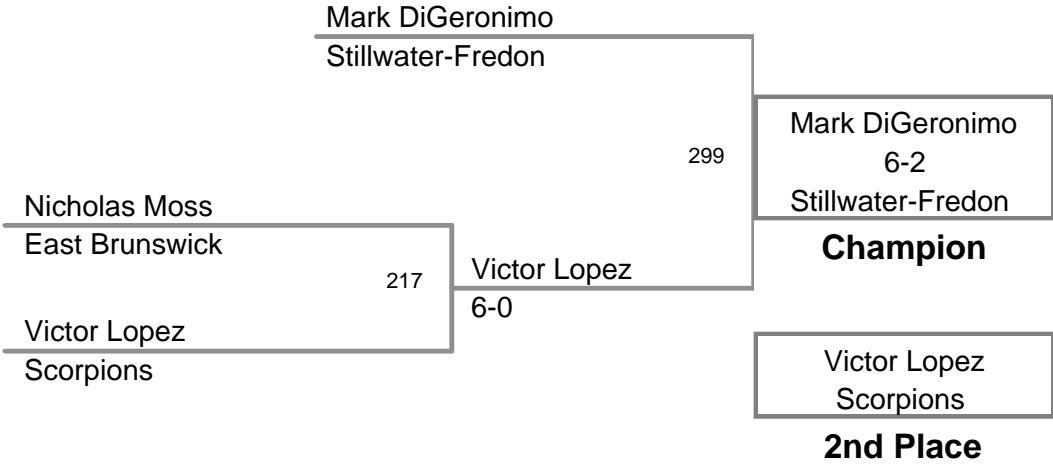 Mark DiGeronimo
Stillwater-Fredon
299
Mark DiGeronimo
6-2
Stillwater-Fredon
Champion
Nicholas Moss
East Brunswick
217
Victor Lopez
6-0
Victor Lopez
Scorpions
Victor Lopez
Scorpions
2nd Place